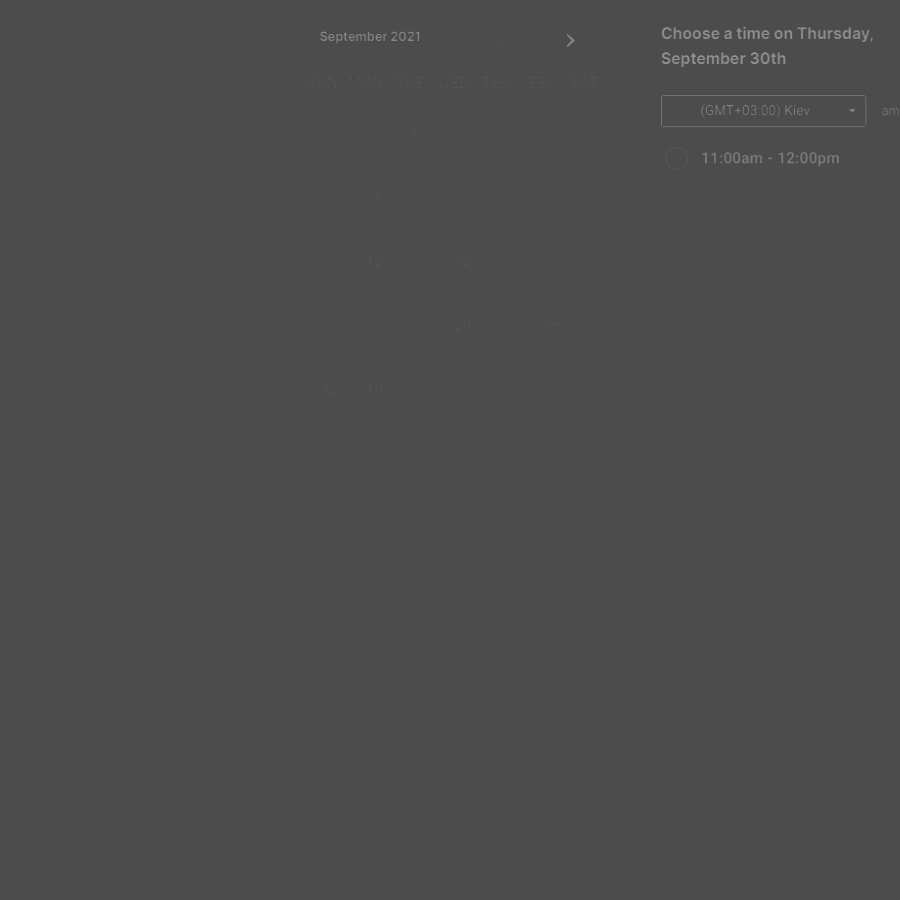 September 2021
SUN MON TUE WED THU FRI SAT
Choose a time on Thursday,
September 30th
(GMT+03:00) Kiev
am
11:00am - 12:00pm